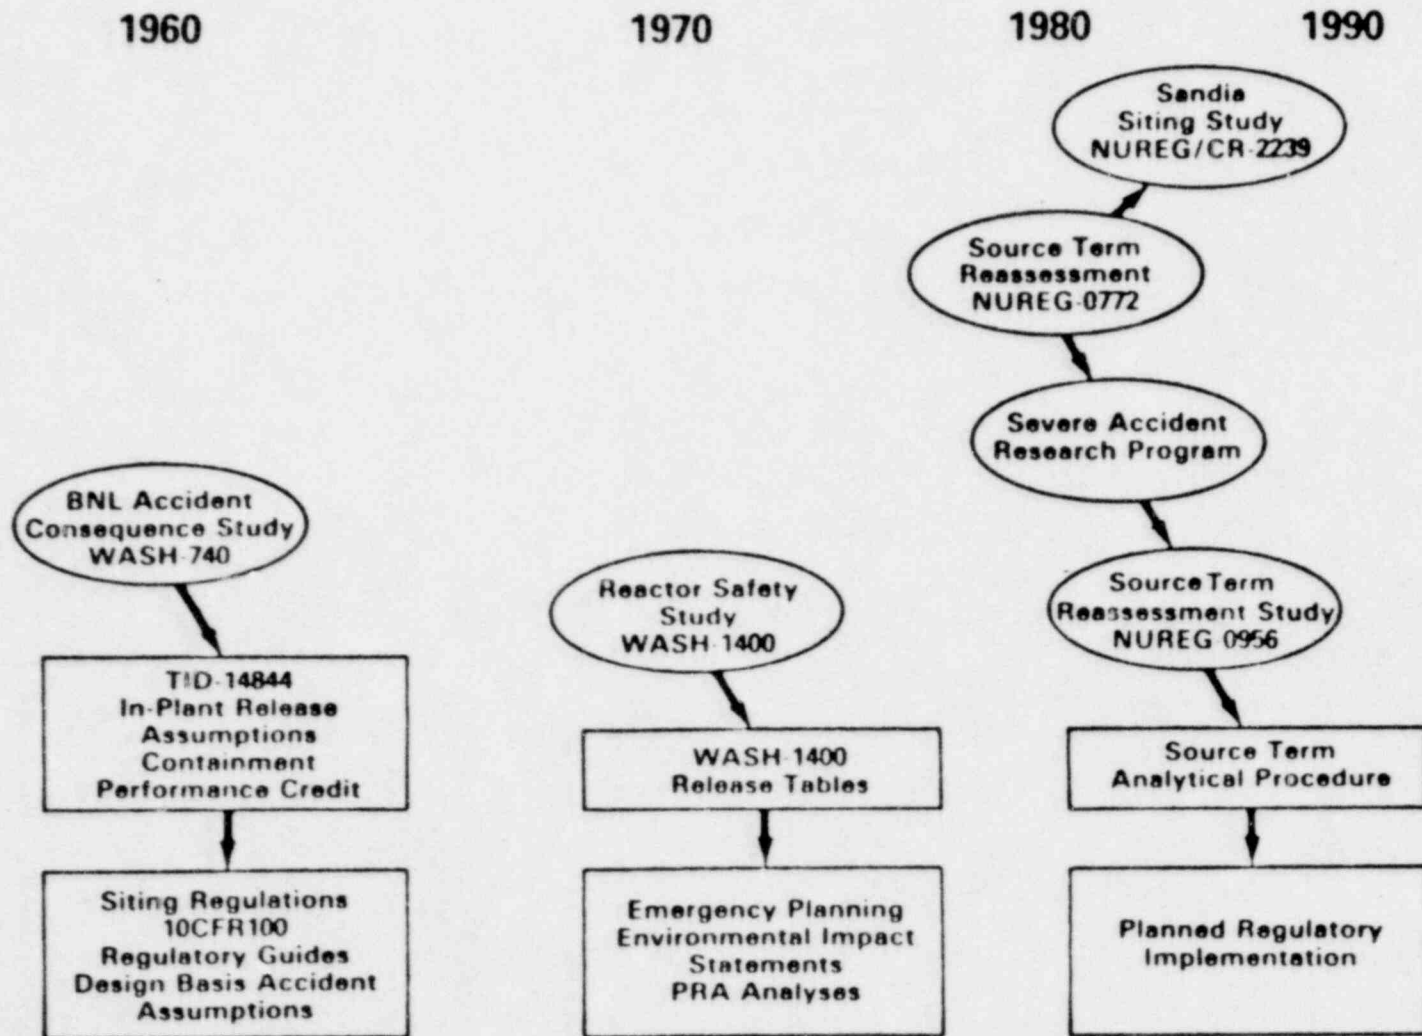 1960
1970
1980
1990
Sandia
Siting Study
NUREG/CR-2239
Source Term
Reassessment
NUREG-0772
Severe Accident
Research Program
BNL Accident
Consequence Study
WASH-740
Reactor Safety
Study
WASH-1400
Source Term
Reassessment Study
NUREG 0956
TID-14844
In-Plant Release
Assumptions
Containment
Performance Credit
WASH-1400
Release Tables
Source Term
Analytical Procedure
Siting Regulations
10CFR100
Regulatory Guides
Design Basis Accident
Assumptions
Emergency Planning
Environmental Impact
Statements
PRA Analyses
Planned Regulatory
Implementation